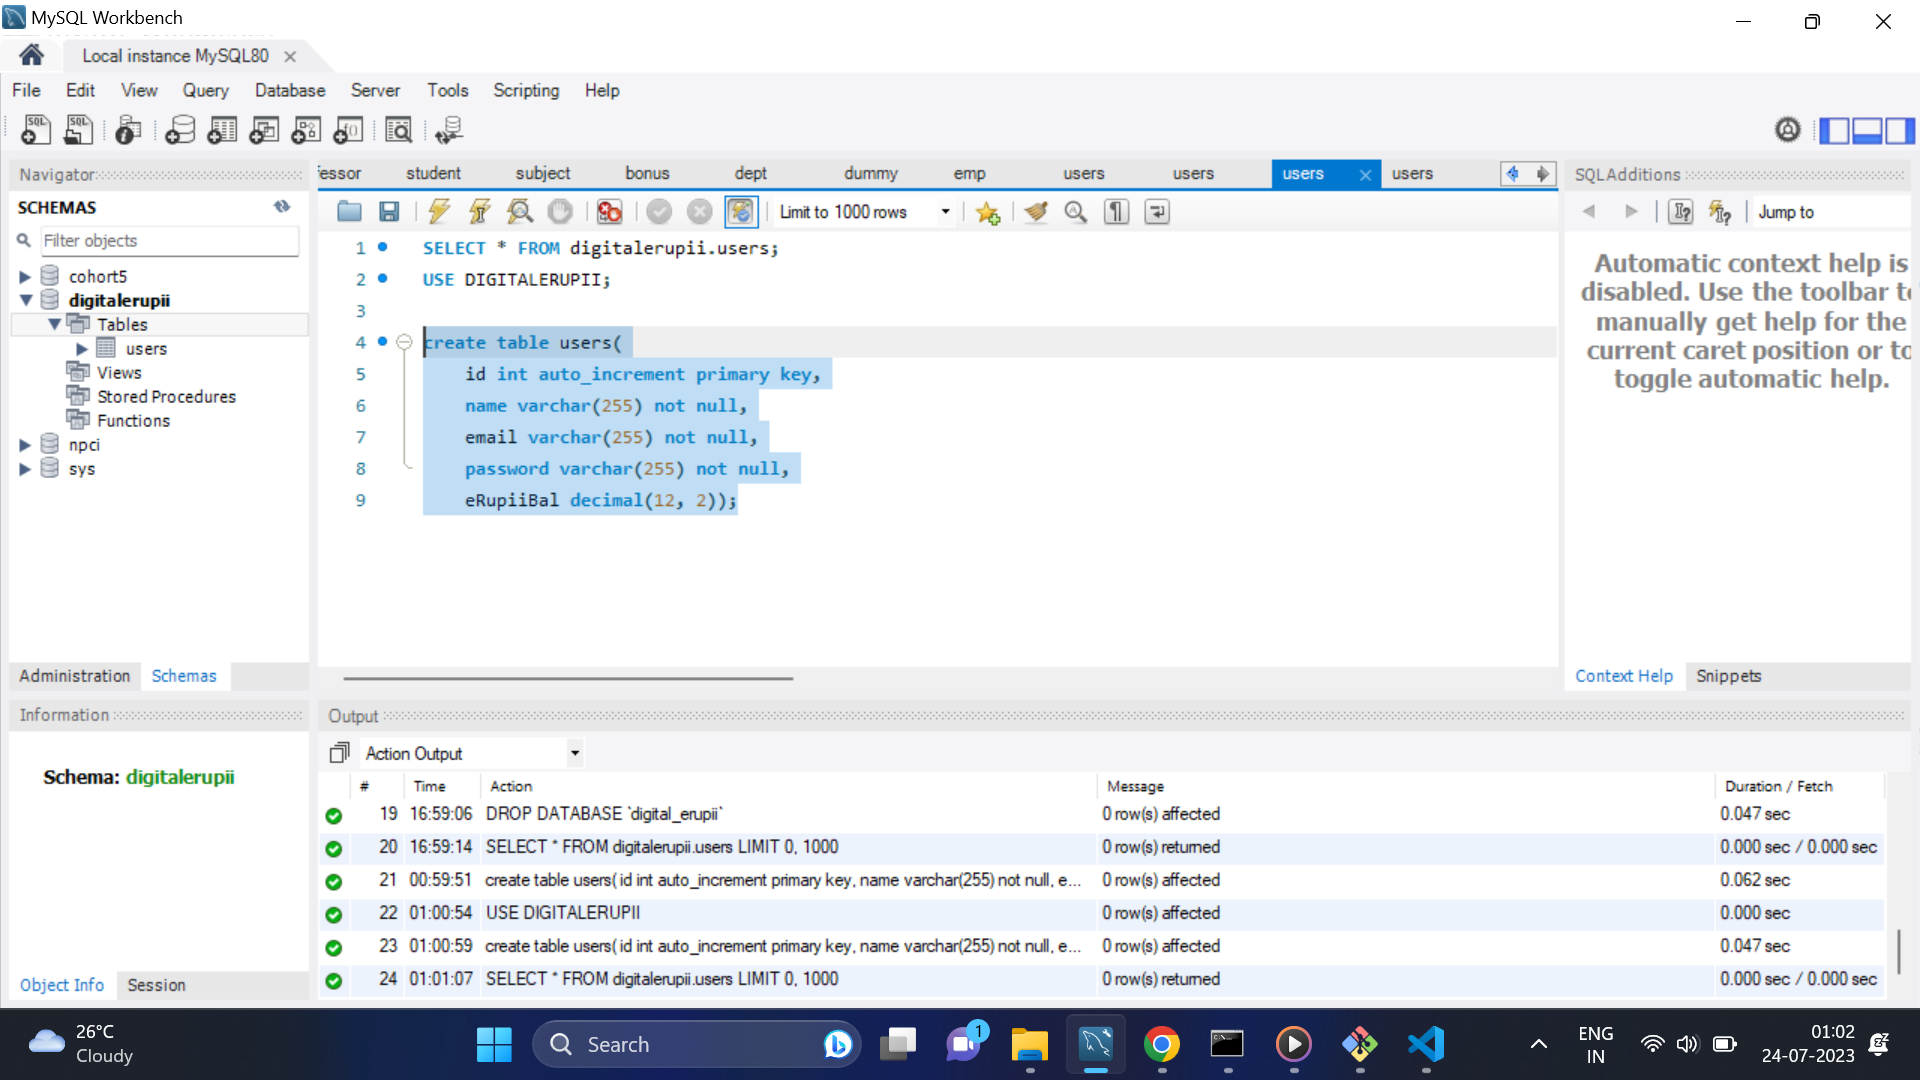 MySQL Workbench
Local instance MySQL80
File Edit View Query Database Server Tools Scripting Help
Navigator
SCHEMAS
Filter objects
cohort5
digitalerupii
Tables
users
Views
Stored Procedures
Functions
npci
sys
Administration Schemas
Information
Schema: digitalerupii
Object Info Session
fessor student subject bonus dept dummy emp users users users users
Limit to 1000 rows
1 SELECT * FROM digitalerupii.users;
2 USE DIGITALERUPII;
3
4 create table users(
5 id int auto_increment primary key,
6 name varchar(255) not null,
7 email varchar(255) not null,
8 password varchar(255) not null,
9 eRupiiBal decimal(12, 2));
SQLAdditions
Jump to
Automatic context help is
disabled. Use the toolbar to
manually get help for the
current caret position or to
toggle automatic help.
Context Help Snippets
Output
Action Output
# Time Action Message Duration / Fetch
19 16:59:06 DROP DATABASE `digital_erupii` 0 row(s) affected 0.047 sec
20 16:59:14 SELECT * FROM digitalerupii.users LIMIT 0, 1000 0 row(s) returned 0.000 sec / 0.000 sec
21 00:59:51 create table users( id int auto_increment primary key, name varchar(255) not null, e... 0 row(s) affected 0.062 sec
22 01:00:54 USE DIGITALERUPII 0 row(s) affected 0.000 sec
23 01:00:59 create table users( id int auto_increment primary key, name varchar(255) not null, e... 0 row(s) affected 0.047 sec
24 01:01:07 SELECT * FROM digitalerupii.users LIMIT 0, 1000 0 row(s) returned 0.000 sec / 0.000 sec
26°C
Cloudy
Search
1
ENG
IN
01:02
24-07-2023